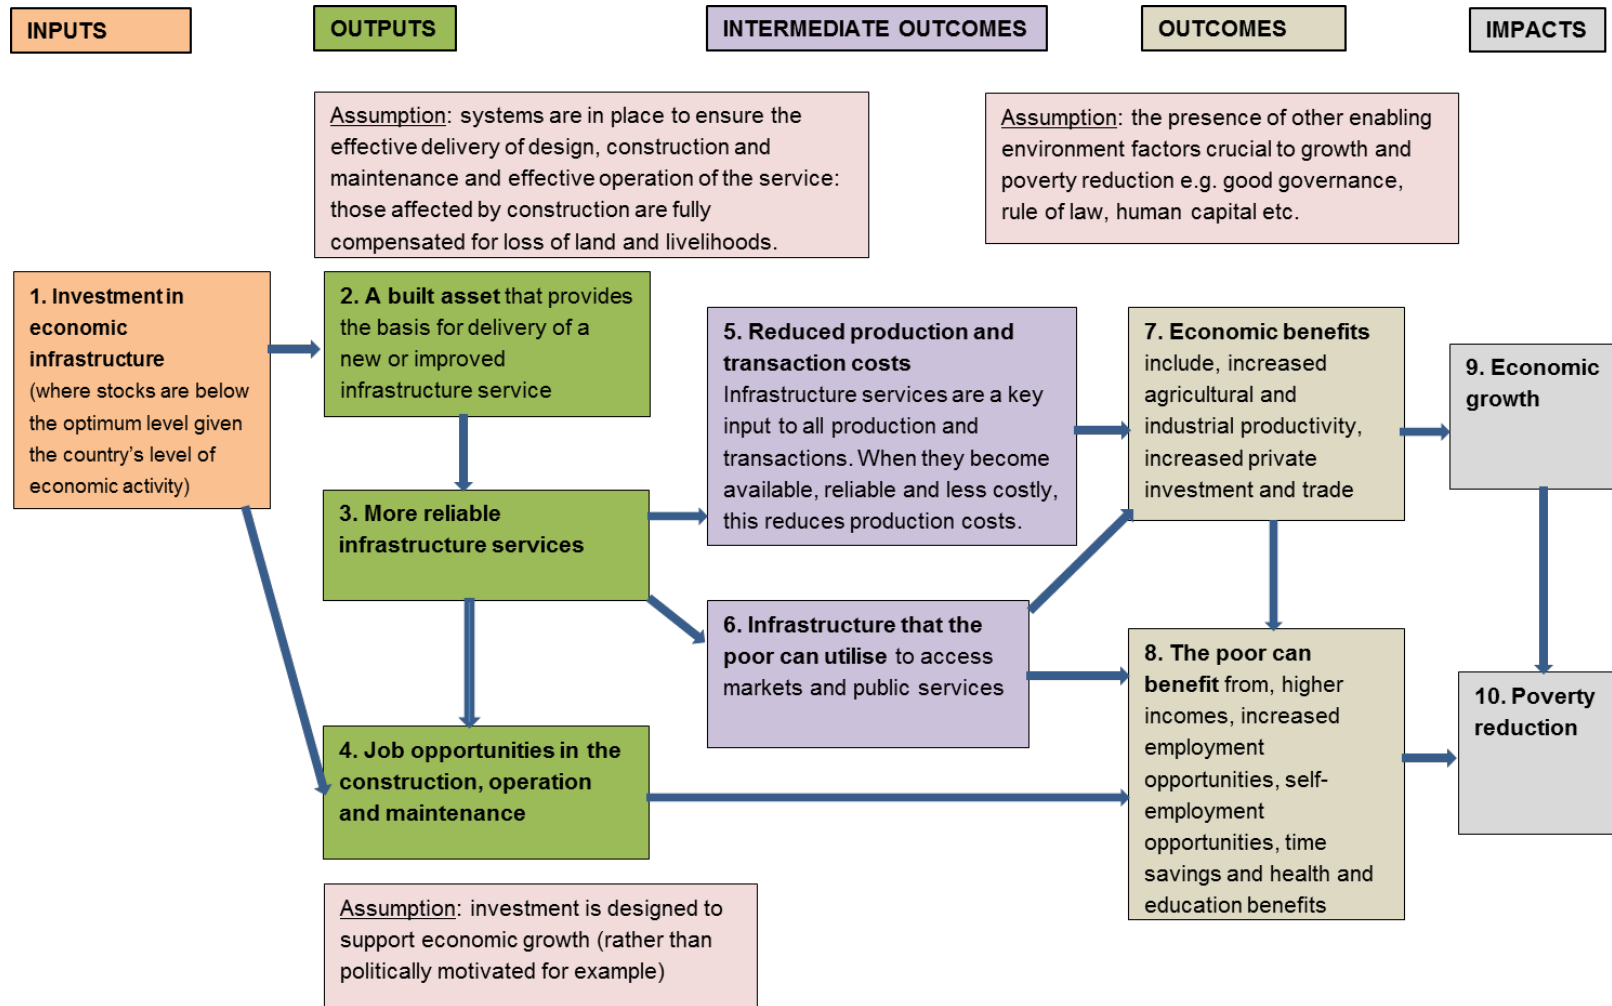 INPUTS
OUTPUTS
INTERMEDIATE OUTCOMES
OUTCOMES
IMPACTS
Assumption: systems are in place to ensure the
effective delivery of design, construction and
maintenance and effective operation of the service:
those affected by construction are fully
compensated for loss of land and livelihoods.
Assumption: the presence of other enabling
environment factors crucial to growth and
poverty reduction e.g. good governance,
rule of law, human capital etc.
1. Investment in
economic
infrastructure
(where stocks are below
the optimum level given
the country's level of
economic activity)
2. A built asset that provides
the basis for delivery of a
new or improved
infrastructure service
3. More reliable
infrastructure services
4. Job opportunities in the
construction, operation
and maintenance
5. Reduced production and
transaction costs
Infrastructure services are a key
input to all production and
transactions. When they become
available, reliable and less costly,
this reduces production costs.
6. Infrastructure that the
poor can utilise to access
markets and public services
7. Economic benefits
include, increased
agricultural and
industrial productivity,
increased private
investment and trade
8. The poor can
benefit from, higher
incomes, increased
employment
opportunities, self-
employment
opportunities, time
savings and health and
education benefits
9. Economic
growth
10. Poverty
reduction
Assumption: investment is designed to
support economic growth (rather than
politically motivated for example)